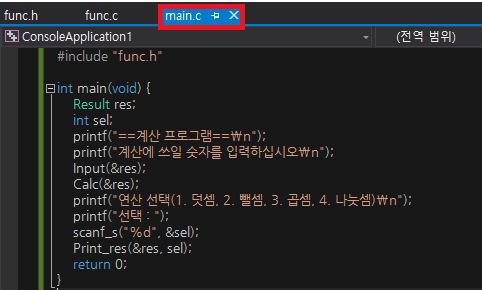 func.h func.c main.c
ConsoleApplication1 (전역 범위)
#include "func.h"
int main(void) {
Result res;
int sel;
printf("==계산 프로그램==₩n");
printf("계산에 쓰일 숫자를 입력하십시오₩n");
Input(&res);
Calc(&res);
printf("연산 선택(1. 덧셈, 2. 뺄셈, 3. 곱셈, 4. 나눗셈)₩n");
printf("선택 : ");
scanf_s("%d", &sel);
Print_res(&res, sel);
return 0;
}